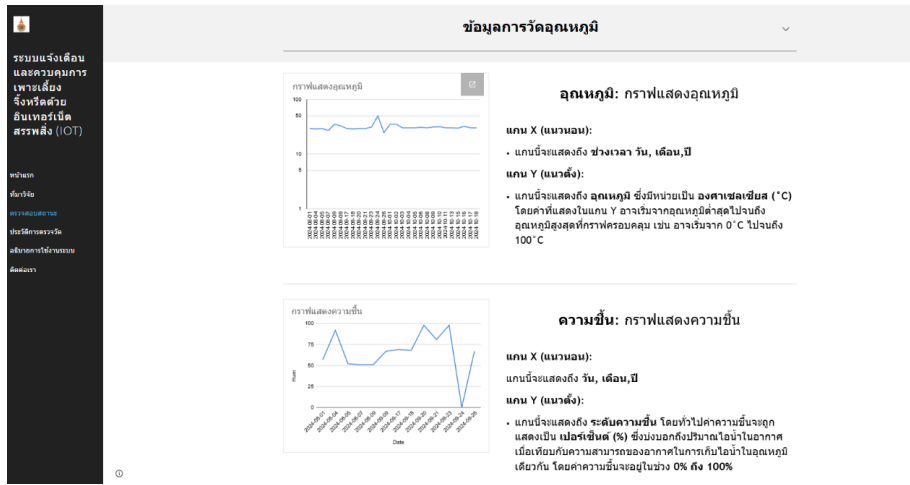 ระบบแจ้งเตือน
และควบคุมการ
เพาะเลี้ยง
จิ้งหรีดด้วย
อินเทอร์เน็ต
สรรพสิ่ง (IOT)
หน้าแรก
ที่มาวิจัย
ตรวจสอบสถานะ
ประวัติการตรวจวัด
อธิบายการใช้งานระบบ
ติดต่อเรา
ข้อมูลการวัดอุณหภูมิ
กราฟแสดงอุณหภูมิ
100
50
10
5
1
อุณหภูมิ: กราฟแสดงอุณหภูมิ
แกน X (แนวนอน):
• แกนนี้จะแสดงถึง ช่วงเวลา วัน, เดือน,ปี
แกน Y (แนวตั้ง):
• แกนนี้จะแสดงถึง อุณหภูมิ ซึ่งมีหน่วยเป็น องศาเซลเซียส (°C)
โดยค่าที่แสดงในแกน Y อาจเริ่มจากอุณหภูมิต่ำสุดไปจนถึง
อุณหภูมิสูงสุดที่กราฟครอบคลุม เช่น อาจเริ่มจาก 0°C ไปจนถึง
100°C
กราฟแสดงความชื้น
100
75
50
25
0
Date
ความชื้น: กราฟแสดงความชื้น
แกน X (แนวนอน):
แกนนี้จะแสดงถึง วัน, เดือน,ปี
แกน Y (แนวตั้ง):
• แกนนี้จะแสดงถึง ระดับความชื้น โดยทั่วไปค่าความชื้นจะถูก
แสดงเป็น เปอร์เซ็นต์ (%) ซึ่งบ่งบอกถึงปริมาณไอน้ำในอากาศ
เมื่อเทียบกับความสามารถของอากาศในการเก็บไอน้ำในอุณหภูมิ
เดียวกัน โดยค่าความชื้นจะอยู่ในช่วง 0% ถึง 100%